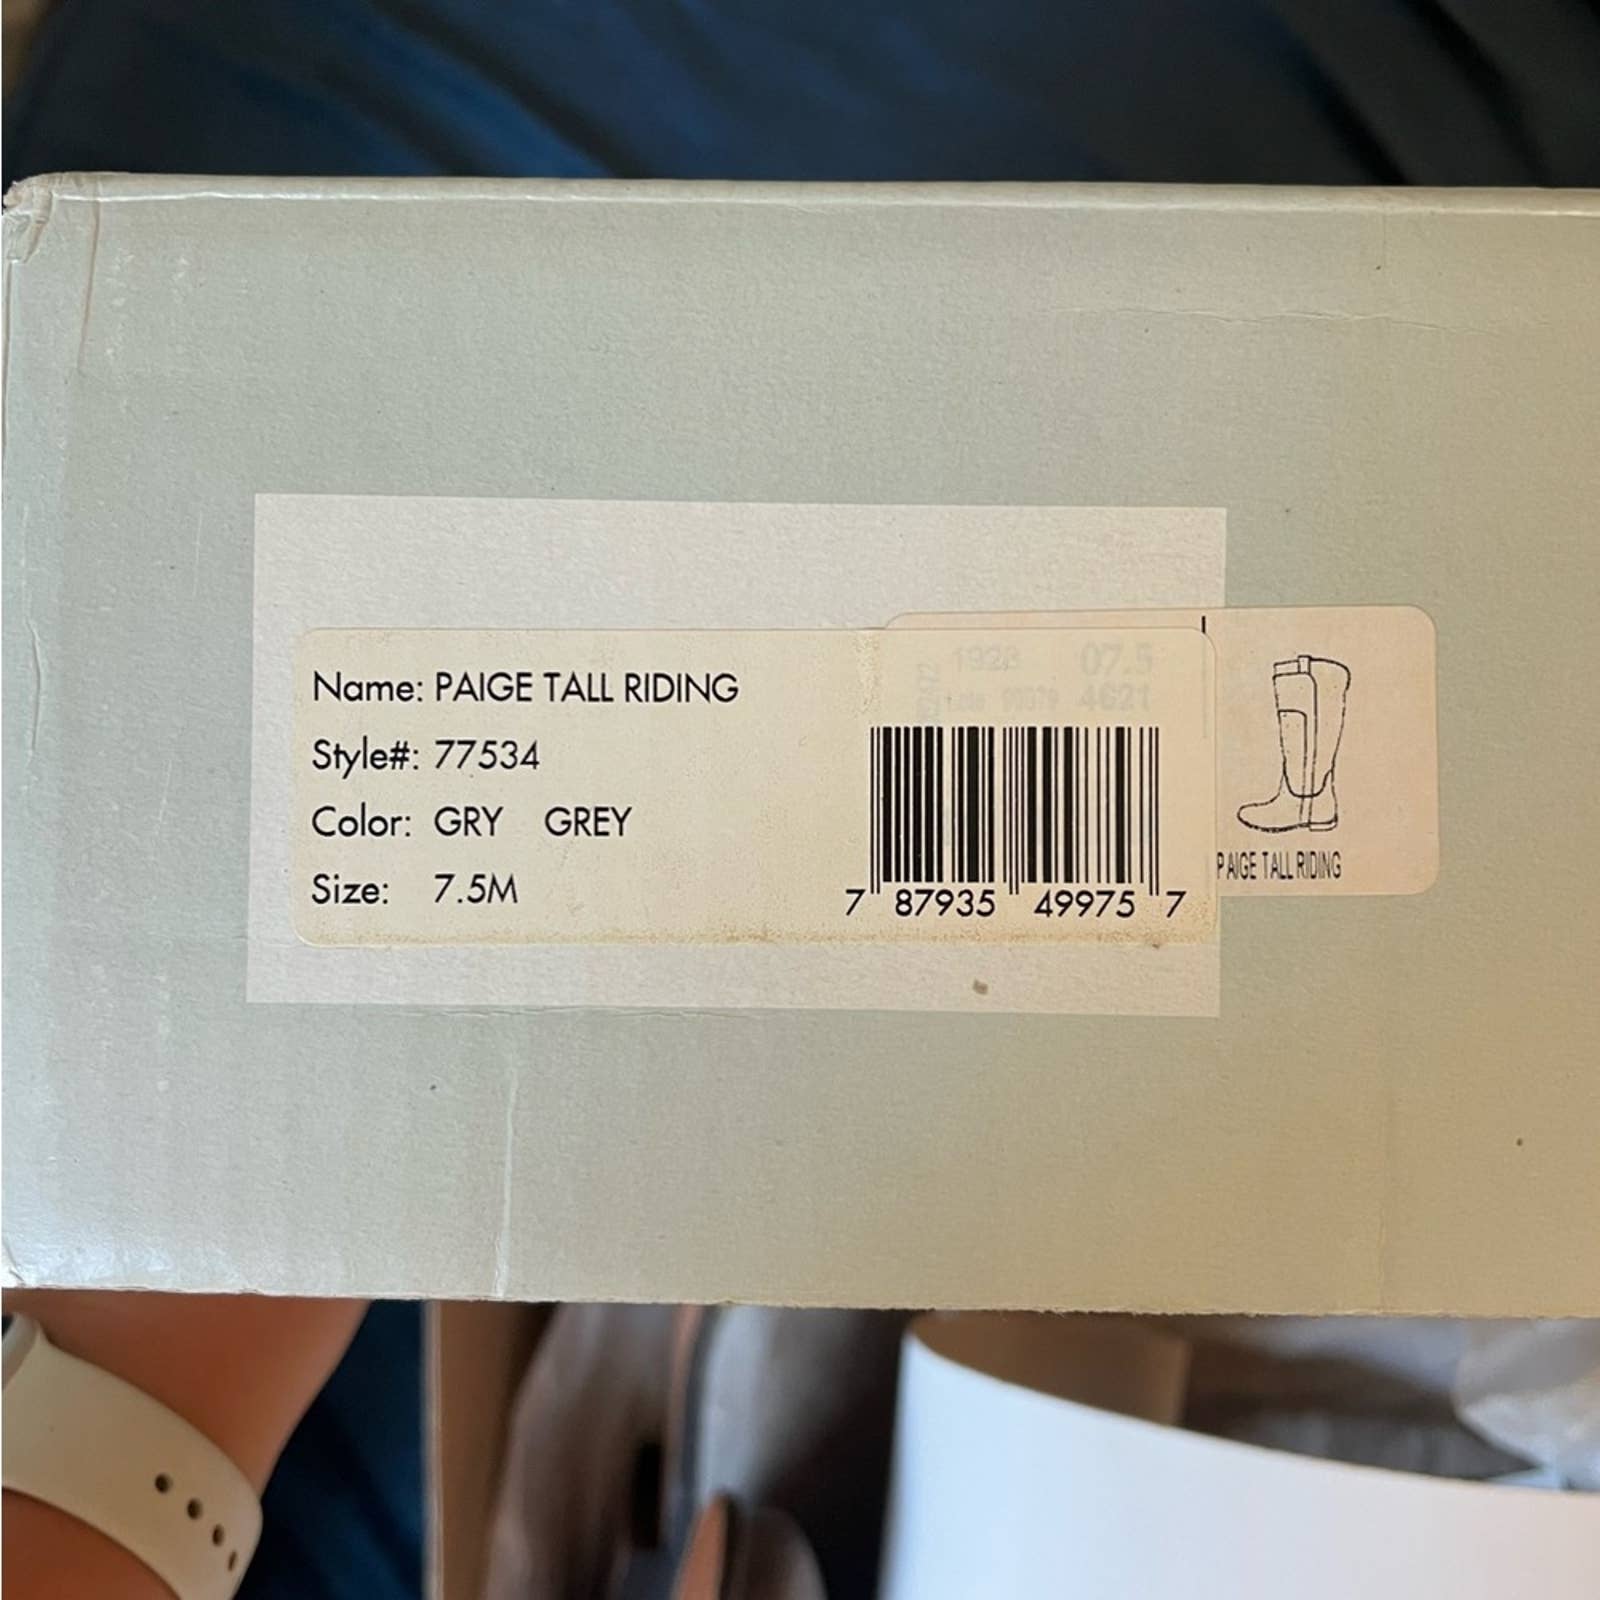 Name: PAIGE TALL RIDING
Style#: 77534
Color: GRY GREY
Size: 7.5M
07.5
4621
7 87935 49975 7
PAIGE TALL RIDING